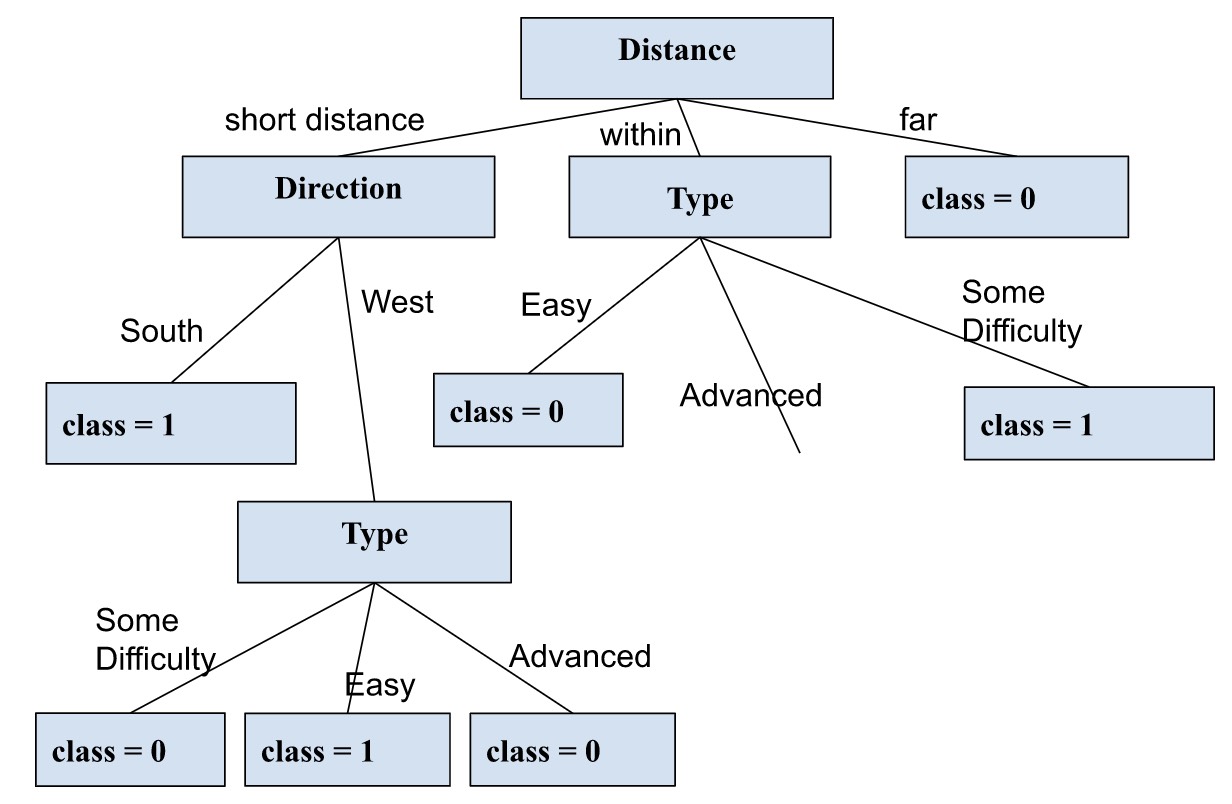 Distance
short distance
within
far
Direction
Type
class = 0
South
West
Easy
Advanced
Some
Difficulty
class = 1
class = 0
class = 1
Type
Some
Difficulty
Easy
Advanced
class = 0
class = 1
class = 0